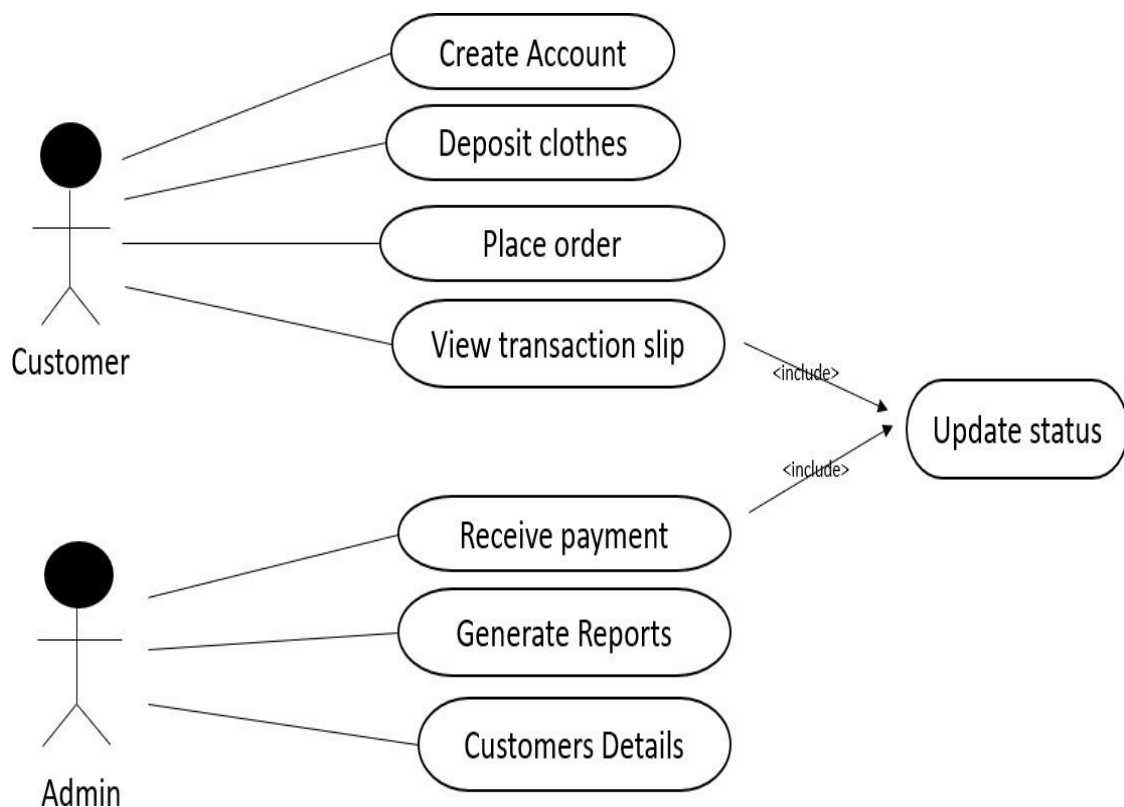 Create Account
Deposit clothes
Place order
View transaction slip
Customer
<include>
Update status
<include>
Receive payment
Generate Reports
Customers Details
Admin